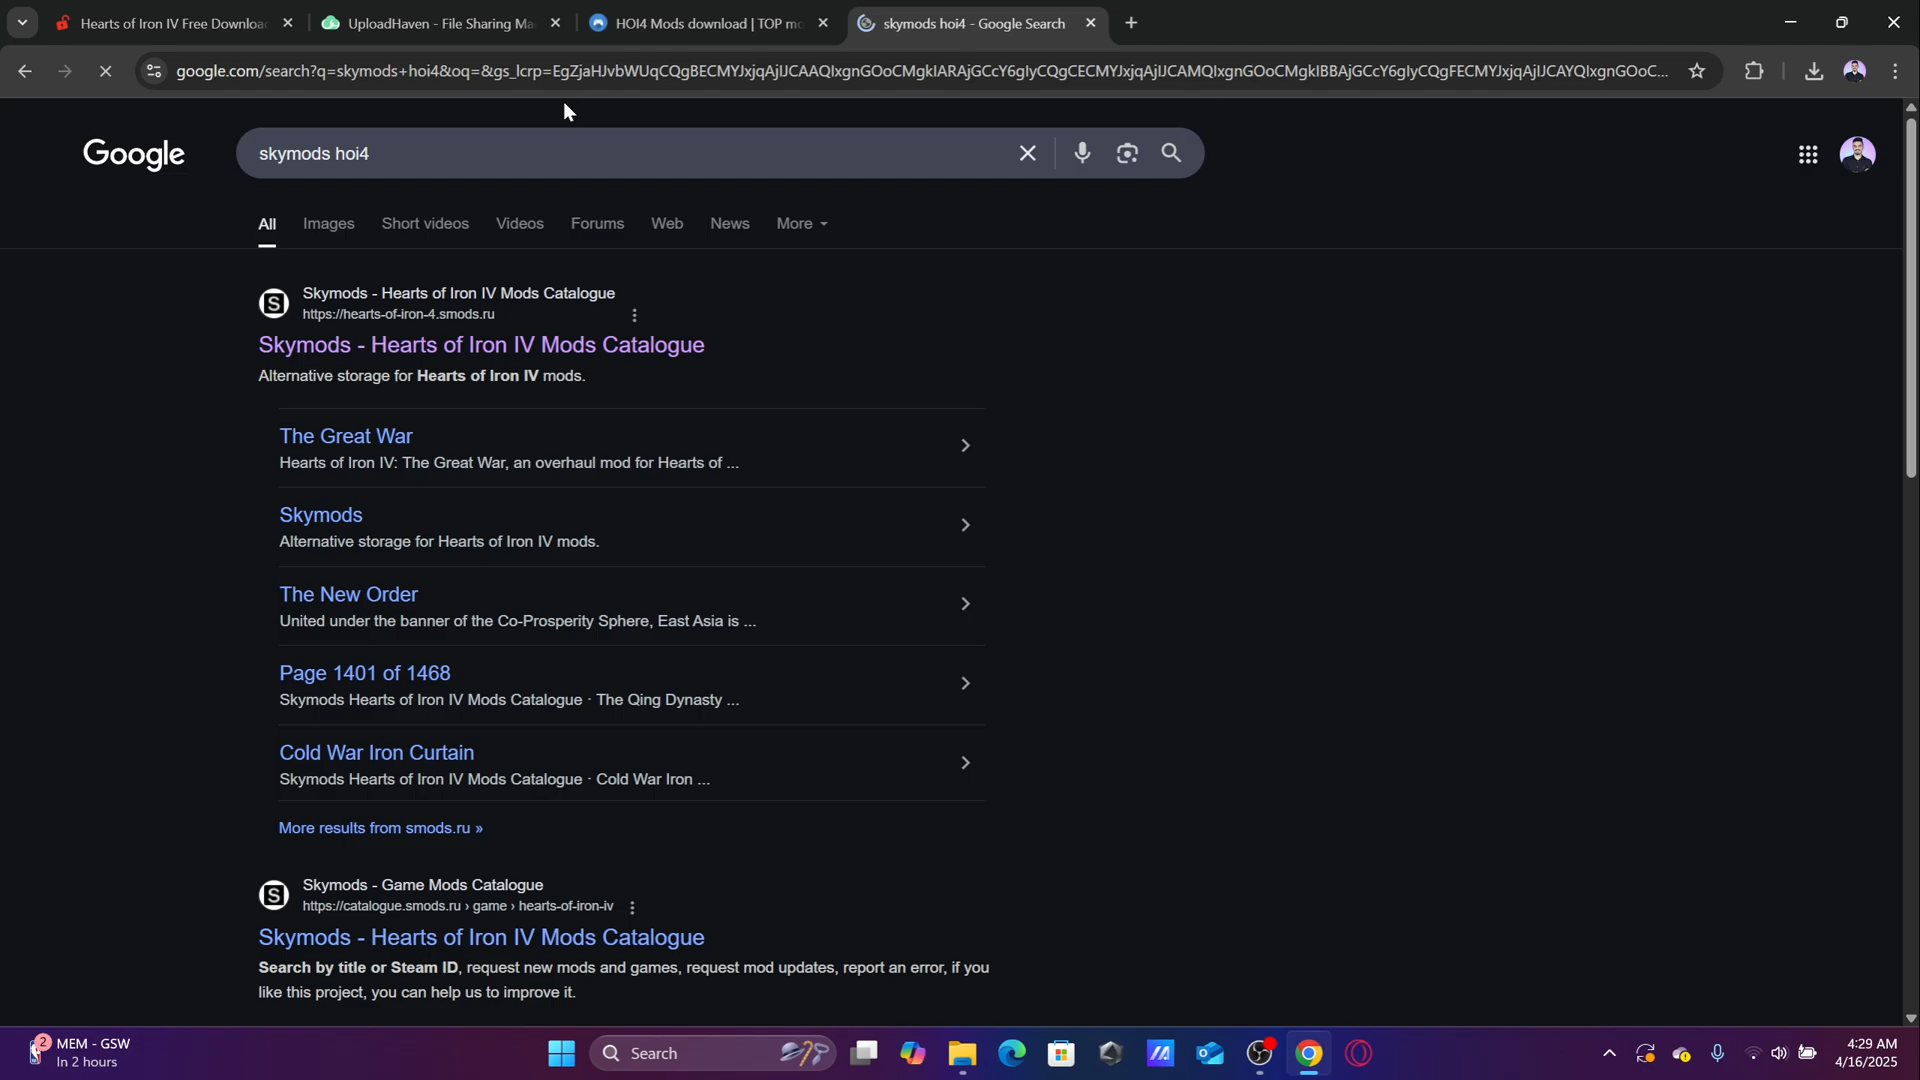 Hearts of Iron IV Free Downloa
UploadHaven - File Sharing Ma
HOI4 Mods download | TOP mo
skymods hoi4 - Google Search
google.com/search?q=skymods+hoi4&oq=&gs_lcrp=
Google
skymods hoi4
All
Images
Short videos
Videos
Forums
Web
News
More
Skymods - Hearts of Iron IV Mods Catalogue
https://hearts-of-iron-4.smods.ru
Skymods - Hearts of Iron IV Mods Catalogue
Alternative storage for Hearts of Iron IV mods.
The Great War
Hearts of Iron IV: The Great War, an overhaul mod for Hearts of ...
Skymods
Alternative storage for Hearts of Iron IV mods.
The New Order
United under the banner of the Co-Prosperity Sphere, East Asia is ...
Page 1401 of 1468
Skymods Hearts of Iron IV Mods Catalogue · The Qing Dynasty ...
Cold War Iron Curtain
Skymods Hearts of Iron IV Mods Catalogue · Cold War Iron ...
More results from smods.ru »
S
Skymods - Game Mods Catalogue
https://catalogue.smods.ru › game › hearts-of-iron-iv
Skymods - Hearts of Iron IV Mods Catalogue
Search by title or Steam ID, request new mods and games, request mod updates, report an error, if you
like this project, you can help us to improve it.
2
MEM - GSW
In 2 hours
Search
4:29 AM
4/16/2025